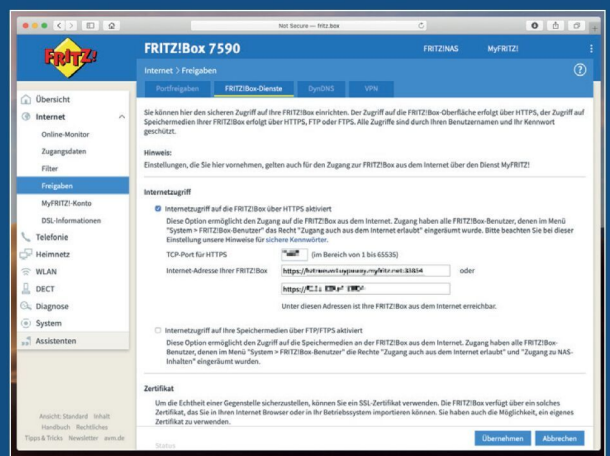 Not Secure — fritz.box
FRITZ!
FRITZ!Box 7590
FRITZ!NAS
MyFRITZ!
Internet > Freigaben
Portfreigaben
FRITZ!Box-Dienste
DynDNS
VPN
Übersicht
Internet
Online-Monitor
Zugangsdaten
Filter
Freigaben
MyFRITZ!-Konto
DSL-Informationen
Telefonie
Heimnetz
WLAN
DECT
Diagnose
System
Assistenten
Ansicht: Standard Inhalt
Handbuch Rechtliches
Tipps & Tricks Newsletter avm.de
Sie können hier den sicheren Zugriff auf Ihre FRITZ!Box einrichten. Der Zugriff auf die FRITZ!Box-Oberfläche erfolgt über HTTPS, der Zugriff auf
Speichermedien Ihrer FRITZ!Box erfolgt über HTTPS, FTP oder FTPS. Alle Zugriffe sind durch Ihren Benutzernamen und Ihr Kennwort
geschützt.
Hinweis:
Einstellungen, die Sie hier vornehmen, gelten auch für den Zugang zur FRITZ!Box aus dem Internet über den Dienst MyFRITZ!
Internetzugriff
Internetzugriff auf die FRITZ!Box über HTTPS aktiviert
Diese Option ermöglicht den Zugang auf die FRITZ!Box aus dem Internet. Zugang haben alle FRITZ!Box-Benutzer, denen im Menü
"System > FRITZ!Box-Benutzer" das Recht "Zugang auch aus dem Internet erlaubt" eingeräumt wurde. Bitte beachten Sie bei dieser
Einstellung unsere Hinweise für sichere Kennwörter.
TCP-Port für HTTPS
(im Bereich von 1 bis 65535)
Internet-Adresse Ihrer FRITZ!Box
https://
oder
https://
Unter diesen Adressen ist Ihre FRITZ!Box aus dem Internet erreichbar.
Internetzugriff auf Ihre Speichermedien über FTP/FTPS aktiviert
Diese Option ermöglicht den Zugriff auf die Speichermedien an der FRITZ!Box aus dem Internet. Zugang haben alle FRITZ!Box-
Benutzer, denen im Menü "System > FRITZ!Box-Benutzer" die Rechte "Zugang auch aus dem Internet erlaubt" und "Zugang zu NAS-
Inhalten" eingeräumt wurden.
Zertifikat
Um die Echtheit einer Gegenstelle sicherzustellen, können Sie ein SSL-Zertifikat verwenden. Die FRITZ!Box verfügt über ein solches
Zertifikat, das Sie in Ihren Internet Browser oder in Ihr Betriebssystem importieren können. Sie haben auch die Möglichkeit, ein eigenes
Zertifikat zu verwenden.
Status
Übernehmen
Abbrechen